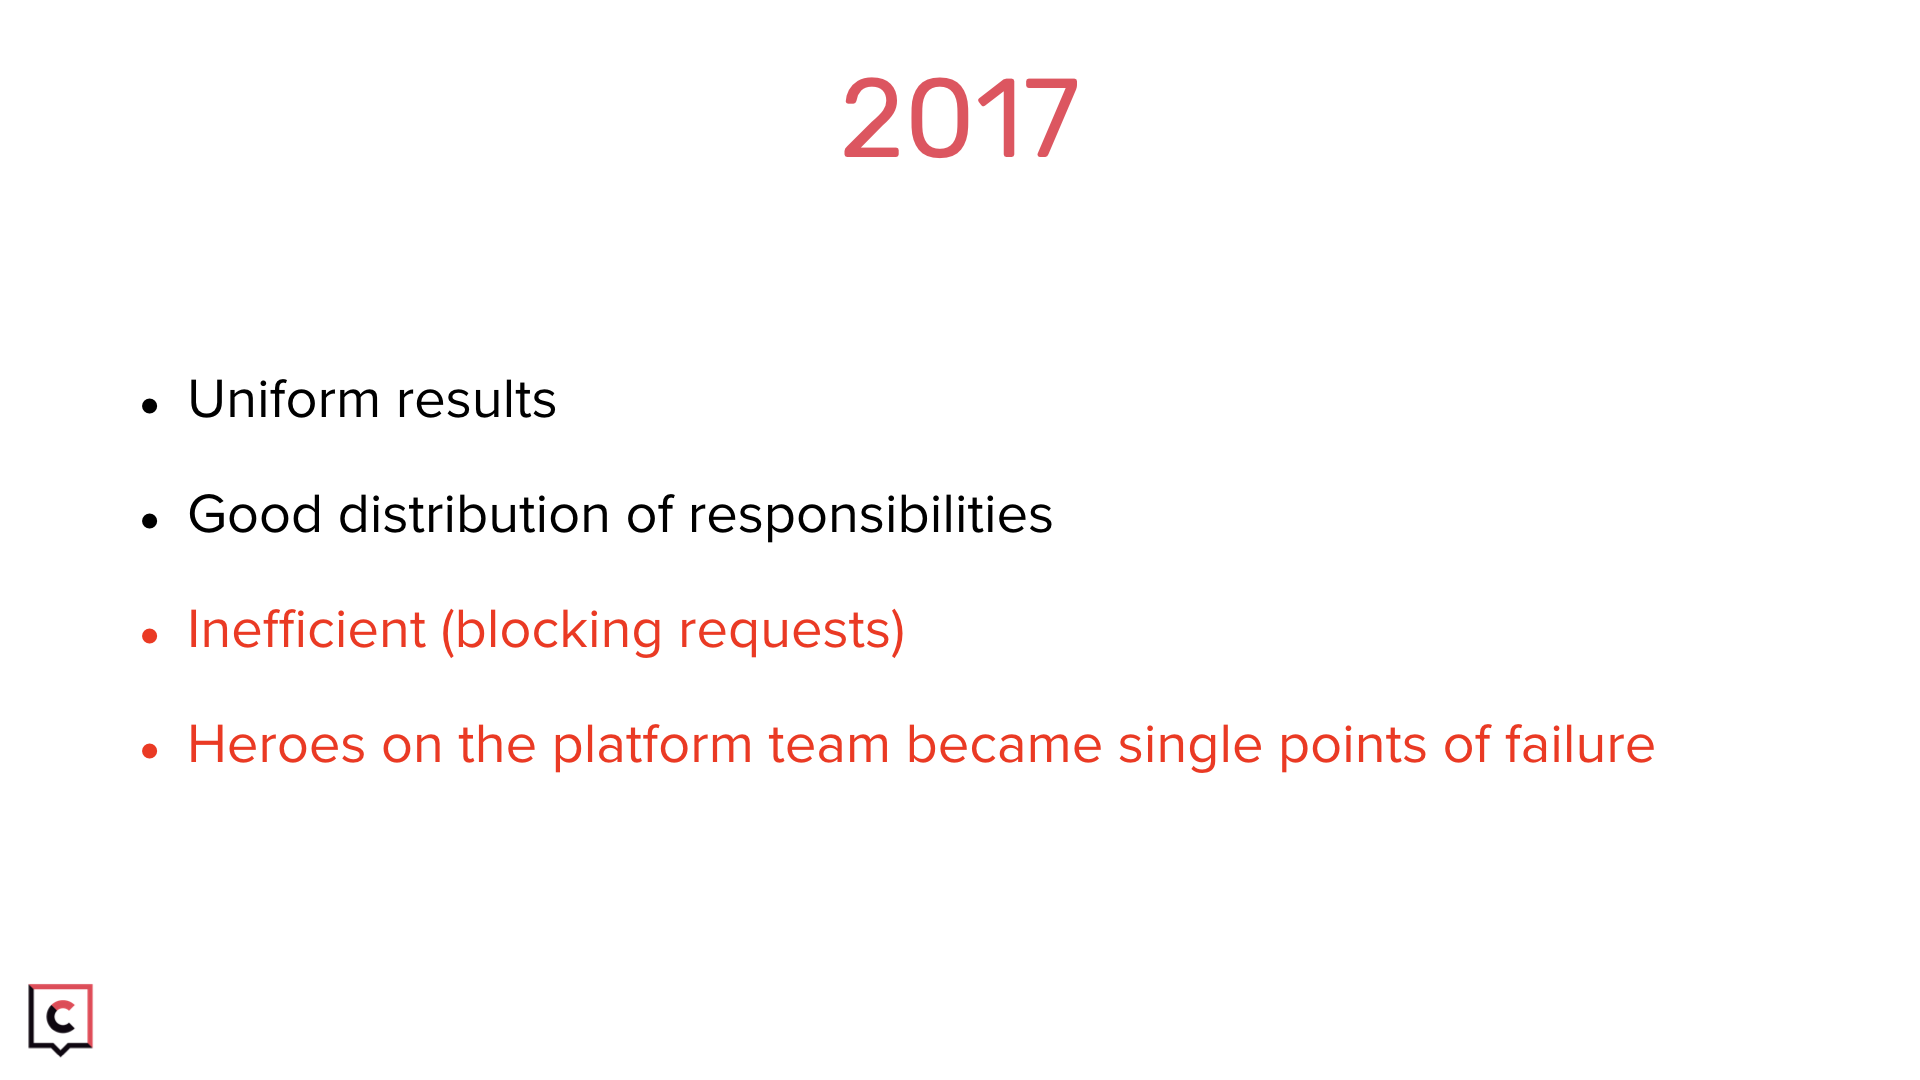 2017
• Uniform results
• Good distribution of responsibilities
• Inefficient (blocking requests)
• Heroes on the platform team became single points of failure
C